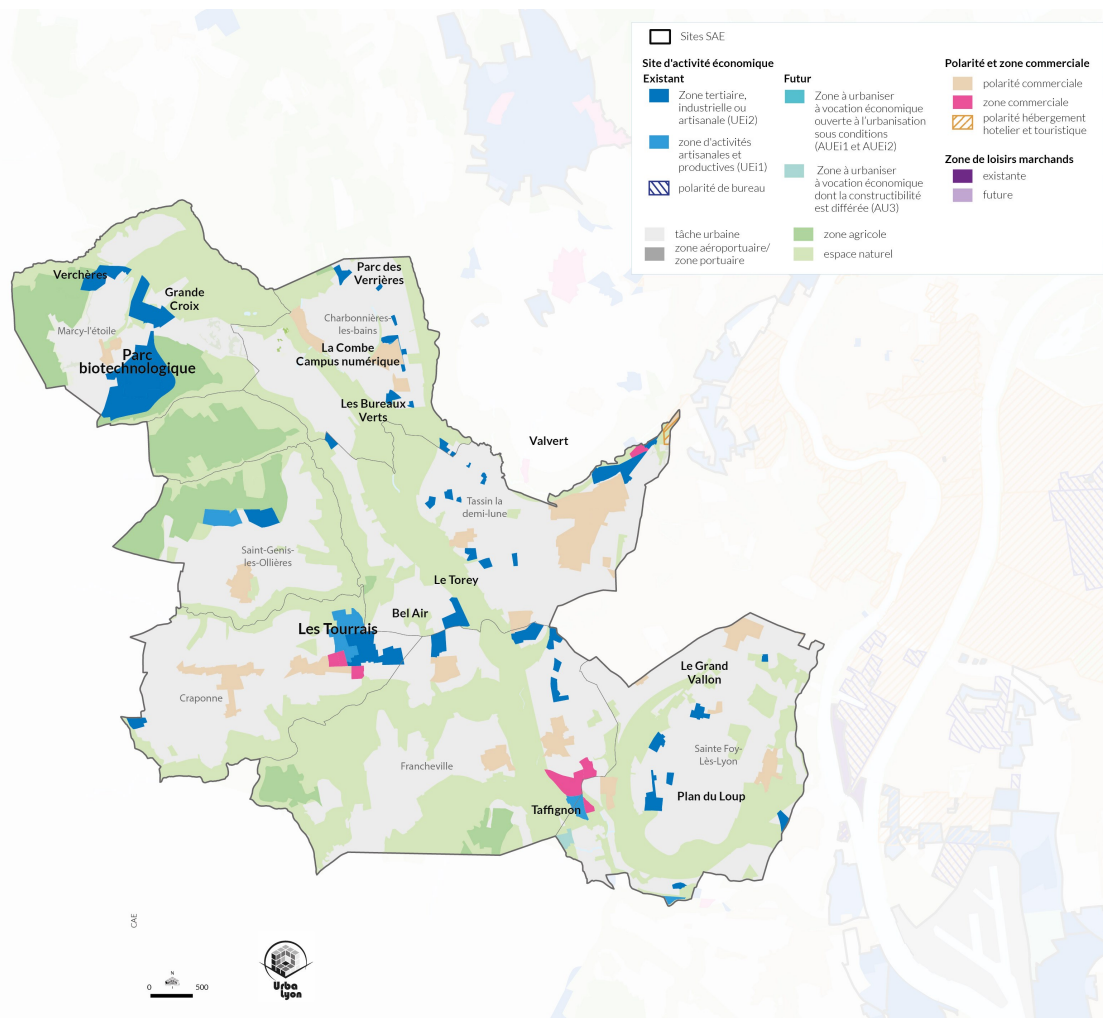 Sites SAE
Site d'activité économique
Existant
Zone tertiaire,
industrielle ou
artisanale (UEi2)
zone d'activités
artisanales et
productives (UEi1)
polarité de bureau
Futur
Zone à urbaniser
à vocation économique
ouverte à l'urbanisation
sous conditions
(AUEi1 et AUEi2)
Zone à urbaniser
à vocation économique
dont la constructibilité
est différée (AU3)
Polarité et zone commerciale
polarité commerciale
zone commerciale
polarité hébergement
hotelier et touristique
Zone de loisirs marchands
existante
future
tâche urbaine
zone aéroportuaire/
zone portuaire
zone agricole
espace naturel
Verchères
Grande
Croix
Marcy-l'étoile
Parc
biotechnologique
Parc des
Verrières
Charbonnières-
les-bains
La Combe
Campus numérique
Les Bureaux
Verts
Valvert
Tassin la
demi-lune
Saint-Genis-
les-Ollières
Le Torey
Bel Air
Les Tourrais
Craponne
Francheville
Le Grand
Vallon
Sainte Foy-
Lès-Lyon
Plan du Loup
Taffignon
CAE
N
0 500
Urba
Lyon